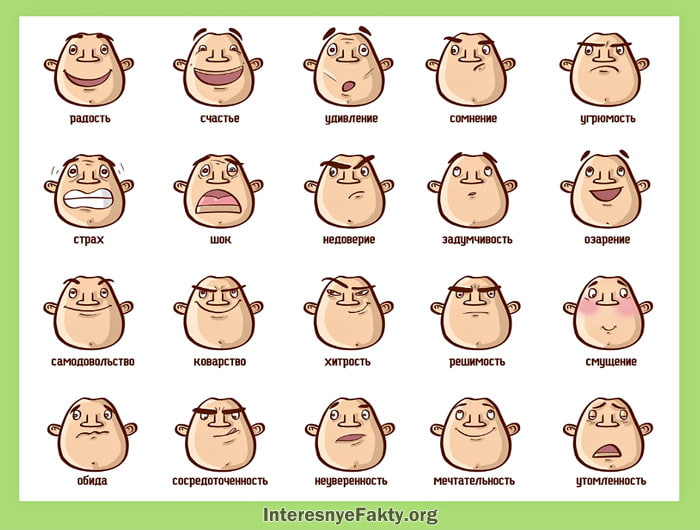 радость счастье удивление сомнение угрюмость
страх шок недоверие задумчивость озарение
самодовольство коварство хитрость решимость смущение
обида сосредоточенность неуверенность мечтательность утомленность
InteresnyeFakty.org